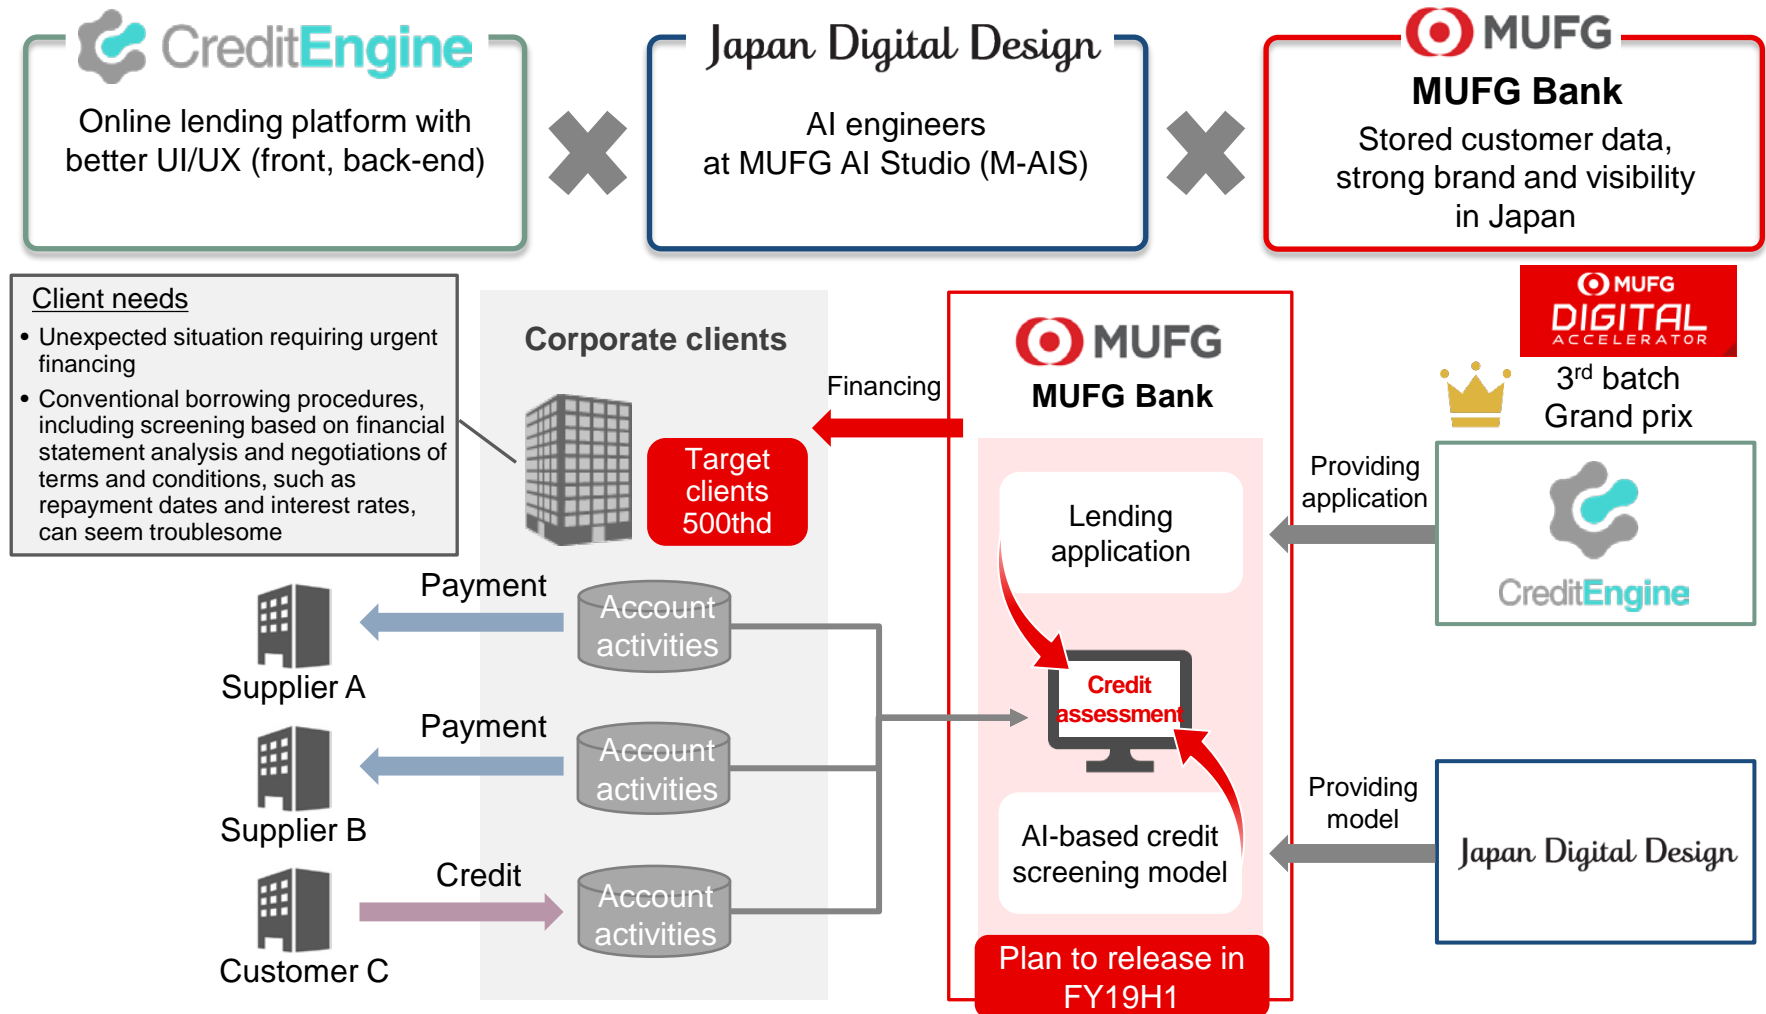 CreditEngine
Online lending platform with
better UI/UX (front, back-end)
Japan Digital Design
AI engineers
at MUFG AI Studio (M-AIS)
MUFG
MUFG Bank
Stored customer data,
strong brand and visibility
in Japan
Client needs
• Unexpected situation requiring urgent
financing
• Conventional borrowing procedures,
including screening based on financial
statement analysis and negotiations of
terms and conditions, such as
repayment dates and interest rates,
can seem troublesome
Corporate clients
Target
clients
500thd
Financing
MUFG
MUFG Bank
Lending
application
Credit
assessment
AI-based credit
screening model
Plan to release in
FY19H1
MUFG
DIGITAL
ACCELERATOR
3rd batch
Grand prix
Providing
application
CreditEngine
Providing
model
Japan Digital Design
Payment
Account
activities
Supplier A
Payment
Account
activities
Supplier B
Credit
Account
activities
Customer C